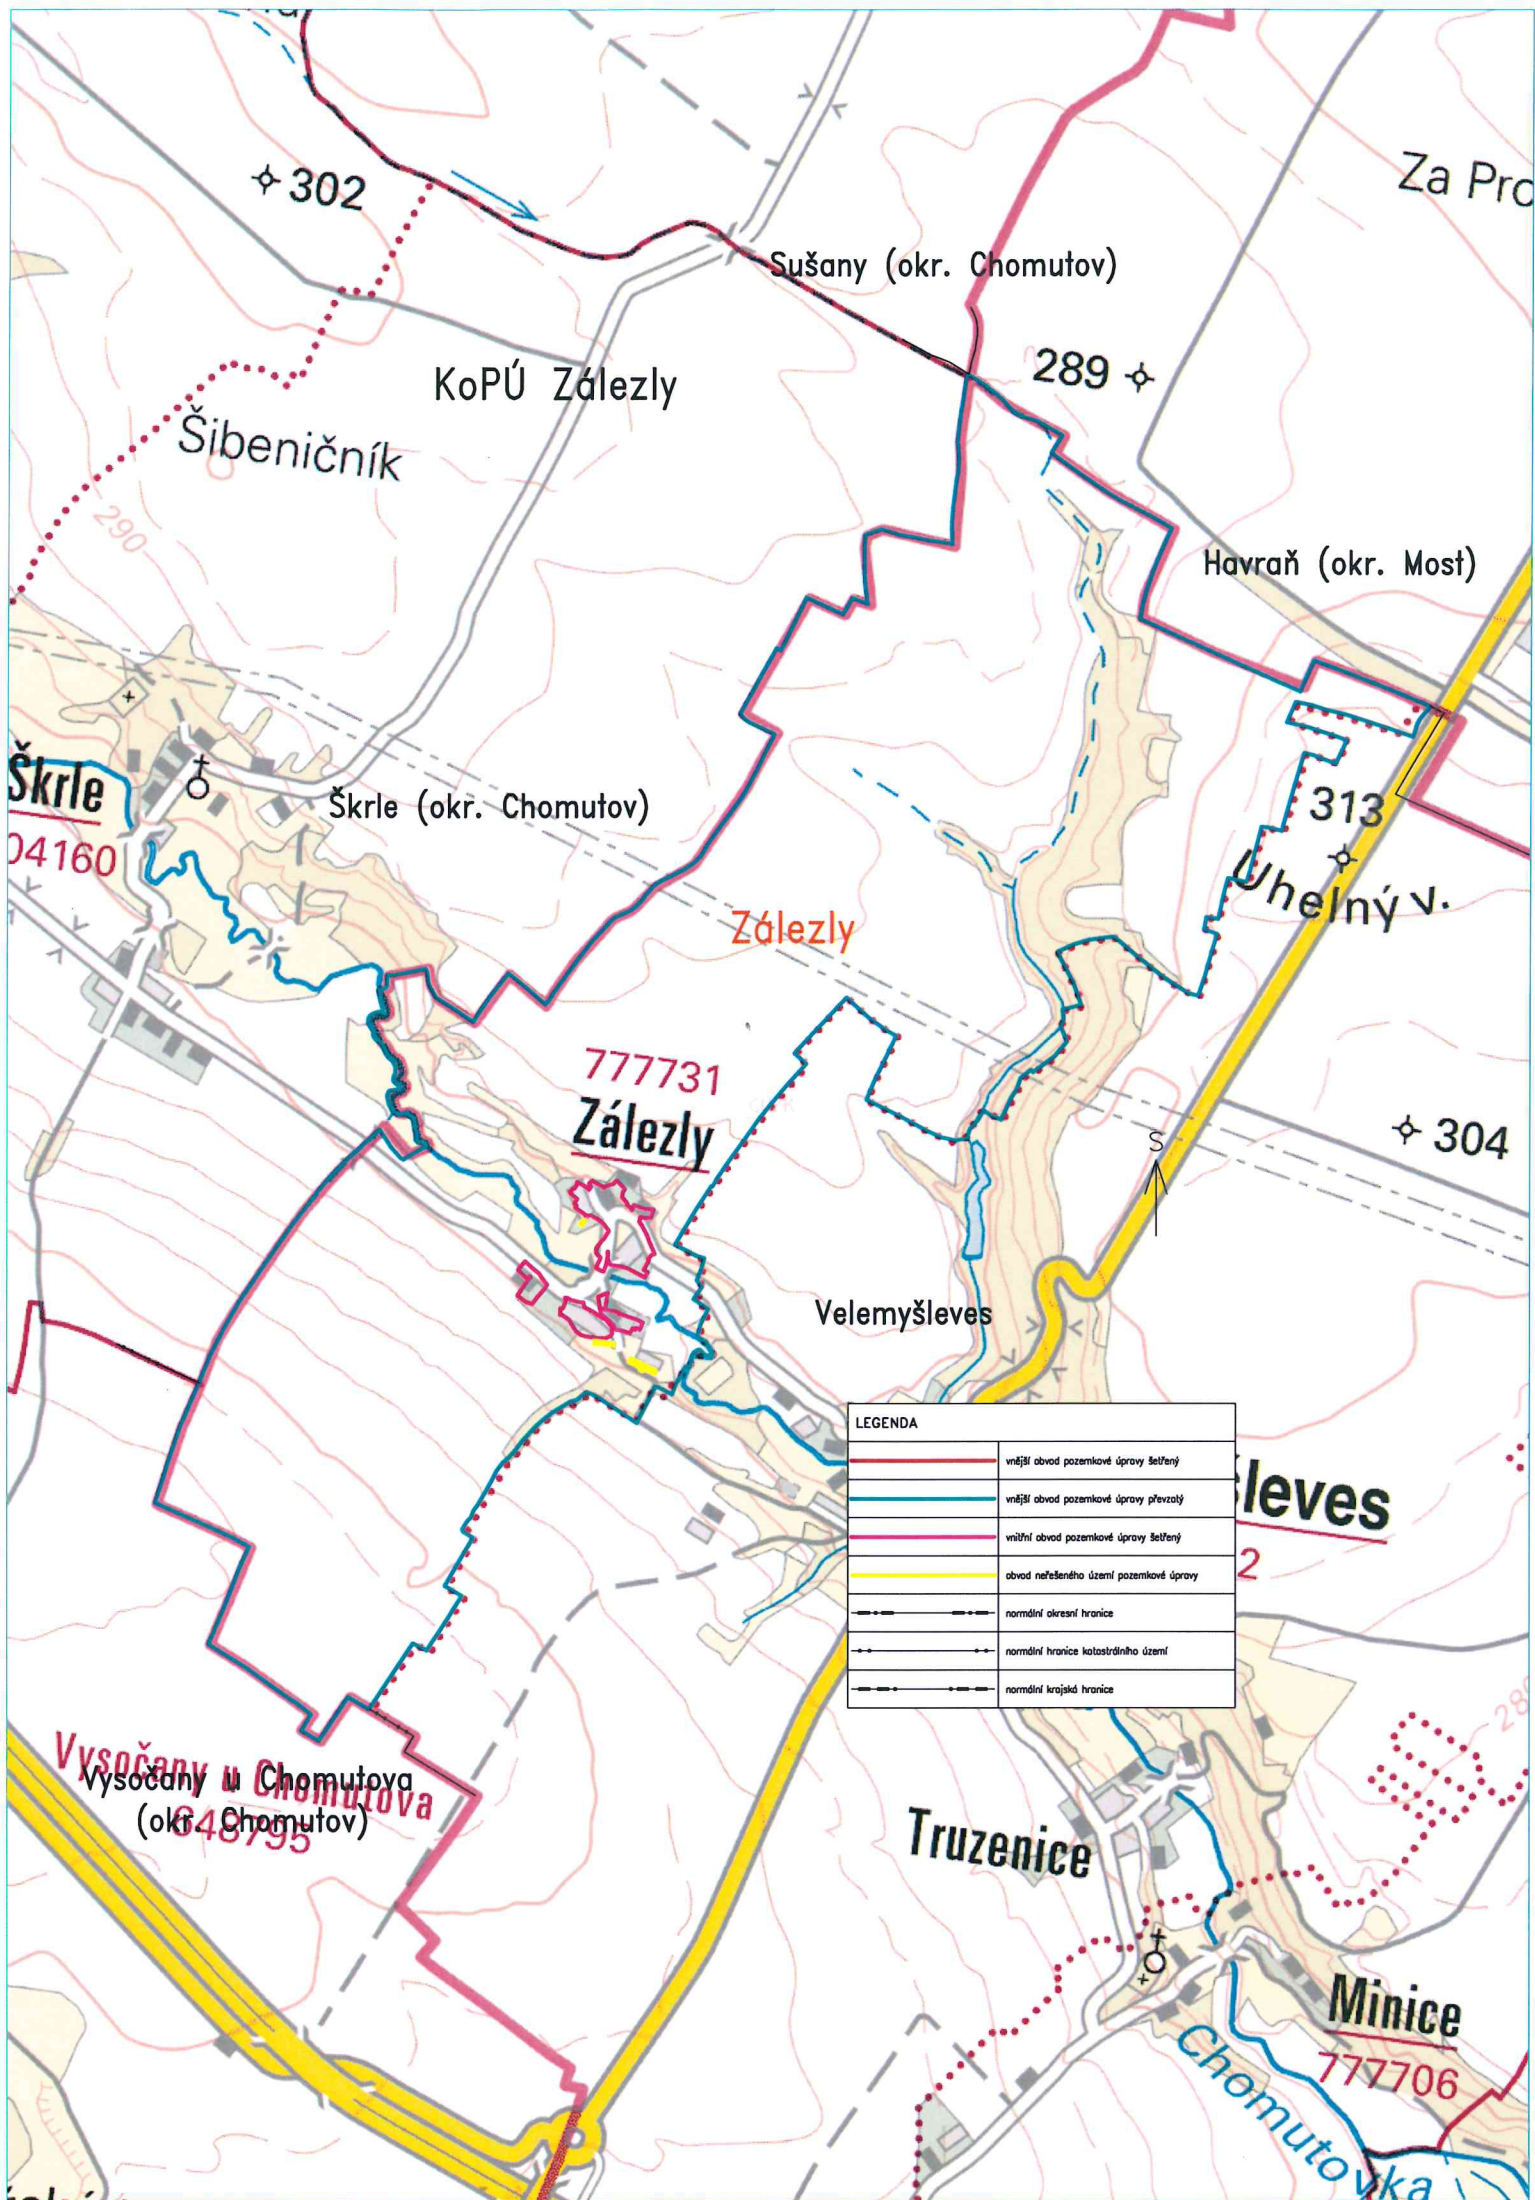 302
Za Pro
Sušany (okr. Chomutov)
289
KoPÚ Zálezly
Šibeničník
290
Havraň (okr. Most)
Škrle
04160
Škrle (okr. Chomutov)
313
Uhelný v.
Zálezly
777731
Zálezly
304
S
Velemyšleves
LEGENDA
vnější obvod pozemkové úpravy šetřený
vnější obvod pozemkové úpravy převzatý
vnitřní obvod pozemkové úpravy šetřený
obvod neřešeného území pozemkové úpravy
normální okresní hranice
normální hranice katastrálního území
normální krajská hranice
leves
2
280
Vysočany u Chomutova
648795
Vysočany u Chomutova
(okr. Chomutov)
Truzenice
Minice
777706
Chomutovka